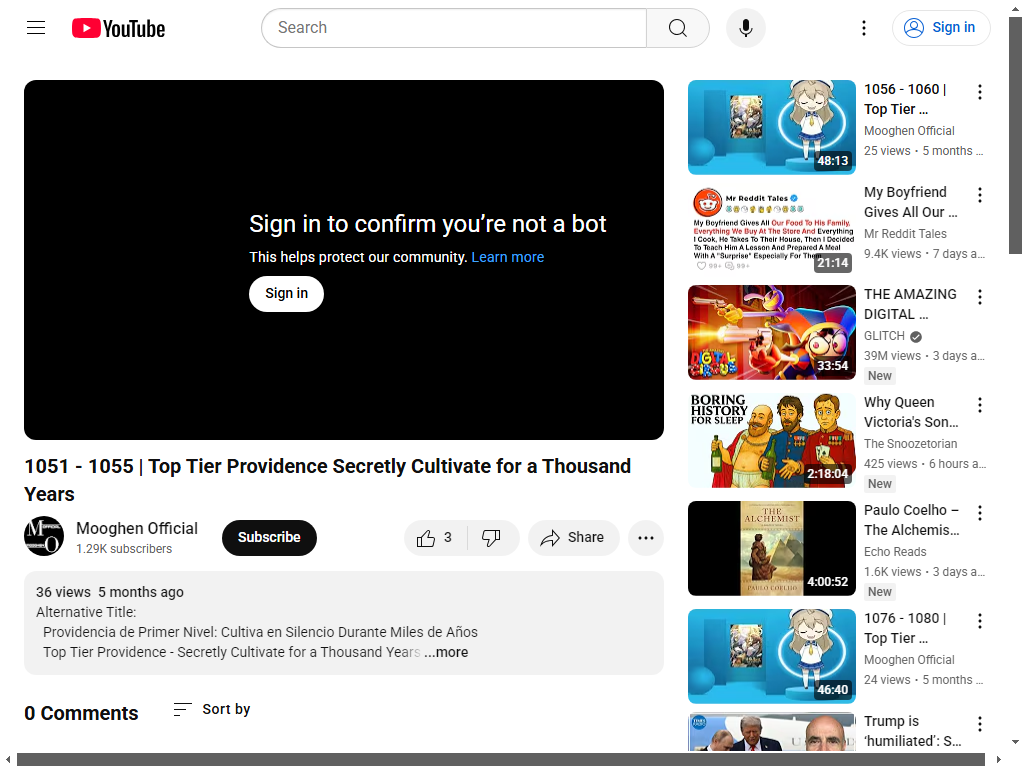 YouTube
Search
Sign in
Sign in to confirm you're not a bot
This helps protect our community. Learn more
Sign in
1051 - 1055 | Top Tier Providence Secretly Cultivate for a Thousand
Years
Mooghen Official
1.29K subscribers
Subscribe
3
Share
36 views 5 months ago
Alternative Title:
Providencia de Primer Nivel: Cultiva en Silencio Durante Miles de Años
Top Tier Providence - Secretly Cultivate for a Thousand Years ...more
0 Comments
Sort by
48:13
1056 - 1060 |
Top Tier ...
Mooghen Official
25 views • 5 months ...
Mr Reddit Tales
My Boyfriend Gives All Our Food To His Family,
Everything We Buy At The Store And Everything
I Cook, He Takes To Their House, Then I Decided
To Teach Him A Lesson And Prepared A Meal
With A "Surprise" Especially For Them
99+ 99+
21:14
My Boyfriend
Gives All Our ...
Mr Reddit Tales
9.4K views • 7 days a...
DIGITAL
CIRCUS
33:54
THE AMAZING
DIGITAL ...
GLITCH
39M views • 3 days a...
New
BORING
HISTORY
FOR SLEEP
2:18:04
Why Queen
Victoria's Son...
The Snoozetorian
425 views • 6 hours a...
New
THE
ALCHEMIST
PAULO COELHO
4:00:52
Paulo Coelho –
The Alchemis...
Echo Reads
1.6K views • 3 days a...
New
46:40
1076 - 1080 |
Top Tier ...
Mooghen Official
24 views • 5 months ...
Trump is
'humiliated': S...